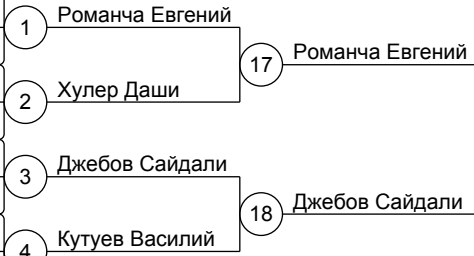 1 Романча Евгений
17 Романча Евгений
2 Хулер Даши
3 Джебов Сайдали
18 Джебов Сайдали
4 Кутуев Василий